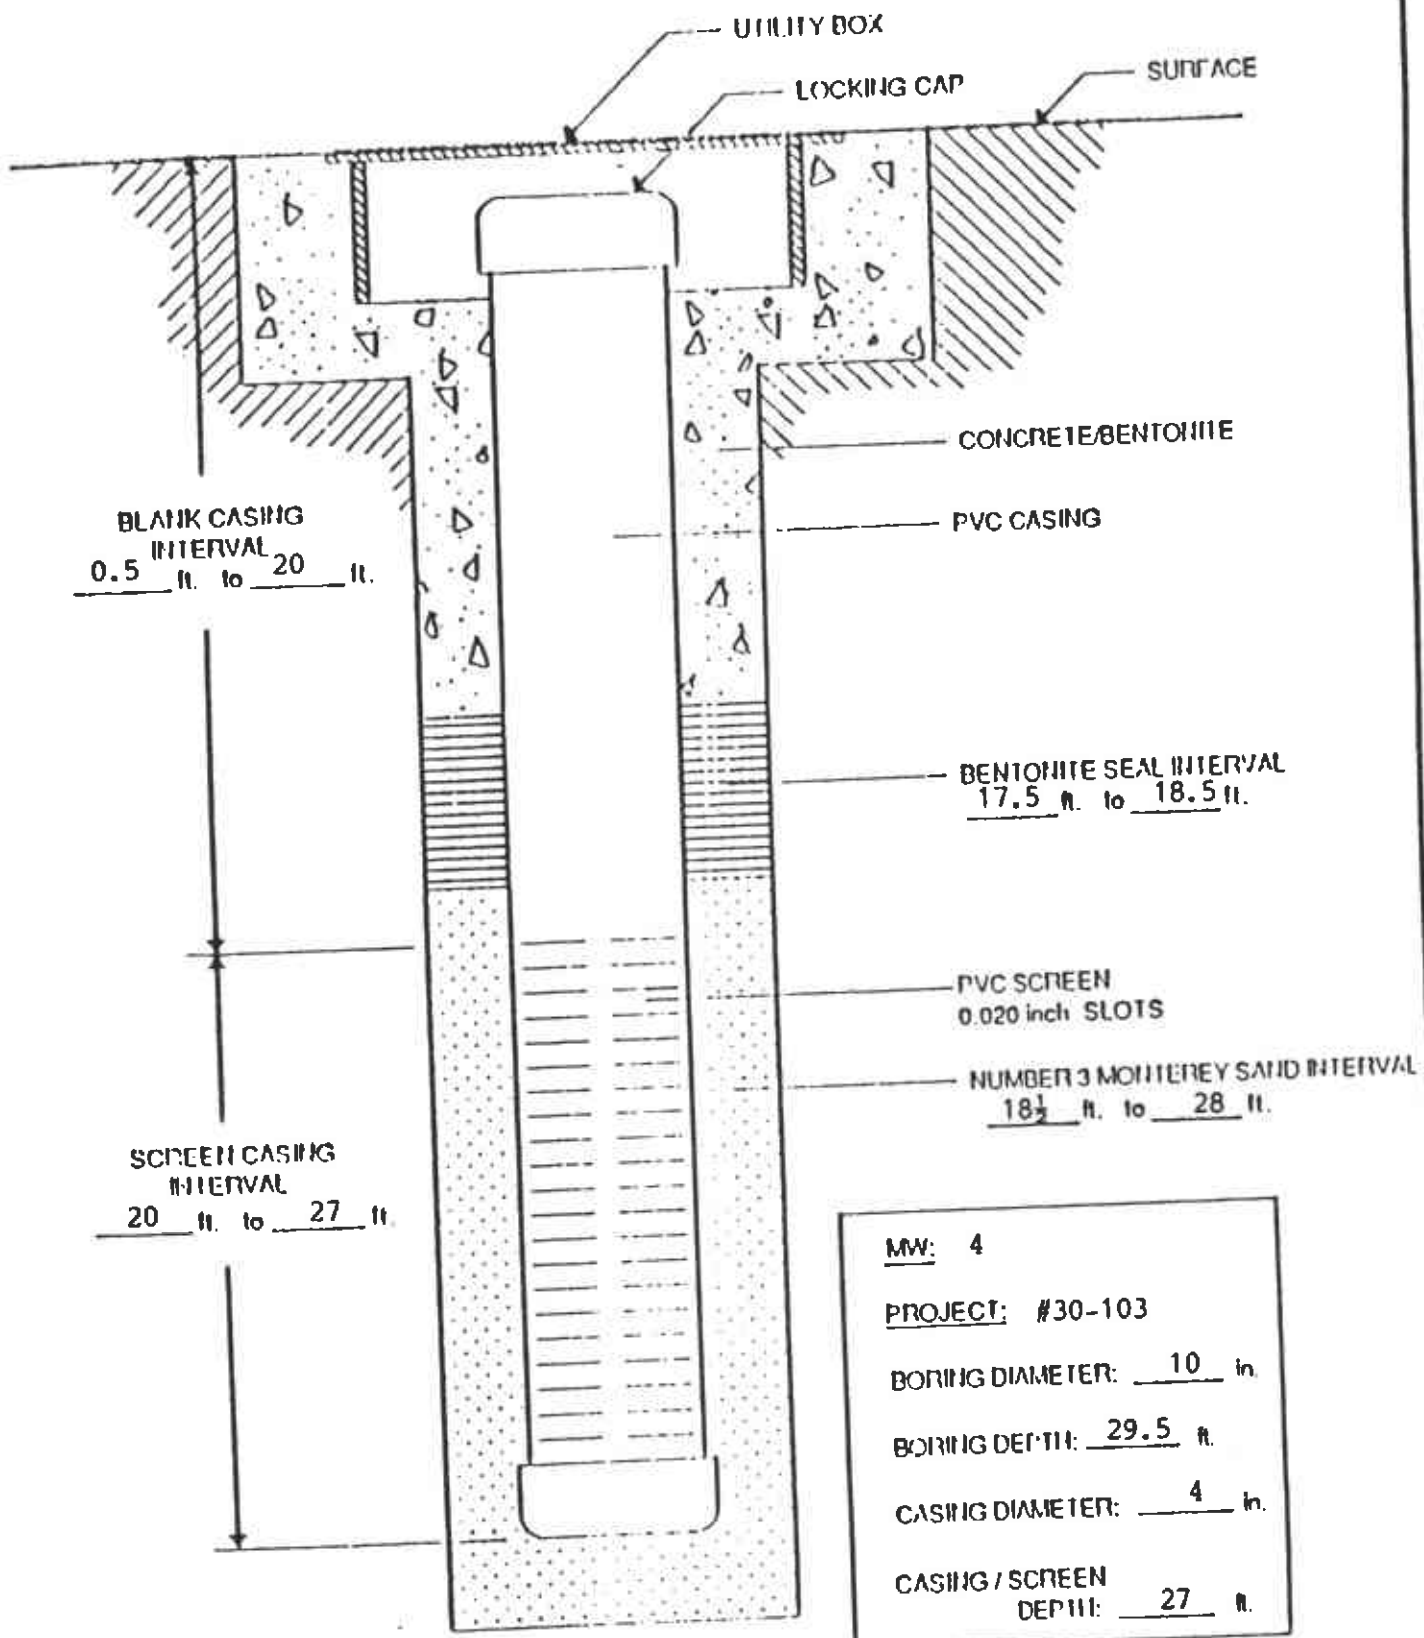 UTILITY BOX
LOCKING CAP
SURFACE
CONCRETE/BENTONITE
PVC CASING
BLANK CASING
INTERVAL
0.5 ft. to 20 ft.
BENTONITE SEAL INTERVAL
17.5 ft. to 18.5 ft.
PVC SCREEN
0.020 inch SLOTS
NUMBER 3 MONTEREY SAND INTERVAL
18½ ft. to 28 ft.
SCREEN CASING
INTERVAL
20 ft. to 27 ft.
MW: 4
PROJECT: #30-103
BORING DIAMETER: 10 in.
BORING DEPTH: 29.5 ft.
CASING DIAMETER: 4 in.
CASING / SCREEN
DEPTH: 27 ft.